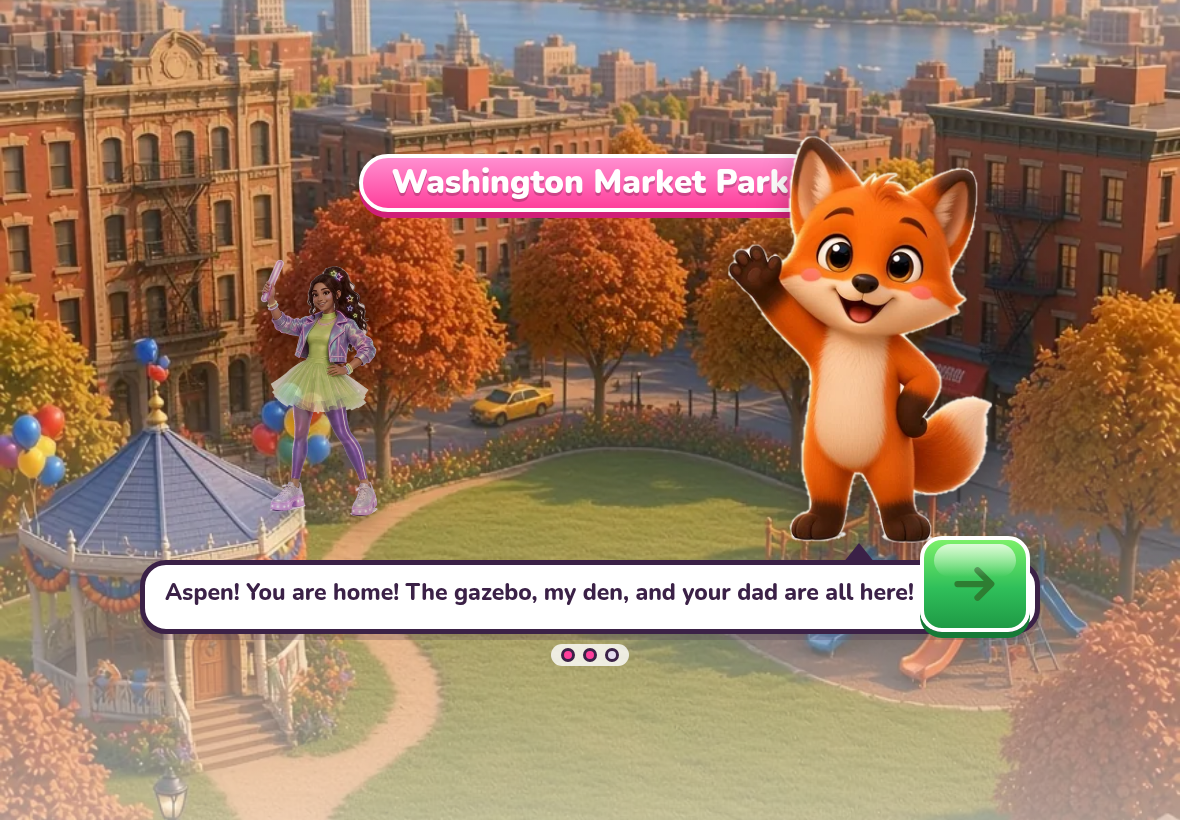 Washington Market Park
Aspen! You are home! The gazebo, my den, and your dad are all here!